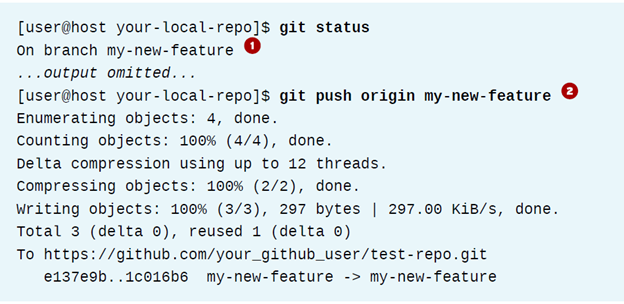 [user@host your-local-repo]$ git status
On branch my-new-feature 1
...output omitted...
[user@host your-local-repo]$ git push origin my-new-feature 2
Enumerating objects: 4, done.
Counting objects: 100% (4/4), done.
Delta compression using up to 12 threads.
Compressing objects: 100% (2/2), done.
Writing objects: 100% (3/3), 297 bytes | 297.00 KiB/s, done.
Total 3 (delta 0), reused 1 (delta 0)
To https://github.com/your_github_user/test-repo.git
   e137e9b..1c016b6  my-new-feature -> my-new-feature